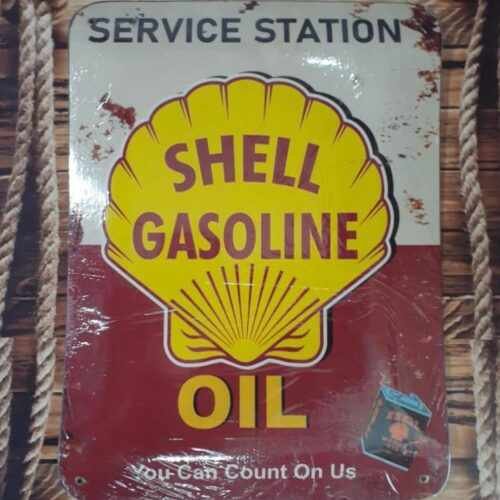 SERVICE STATION
SHELL
GASOLINE
OIL
You Can Count On Us